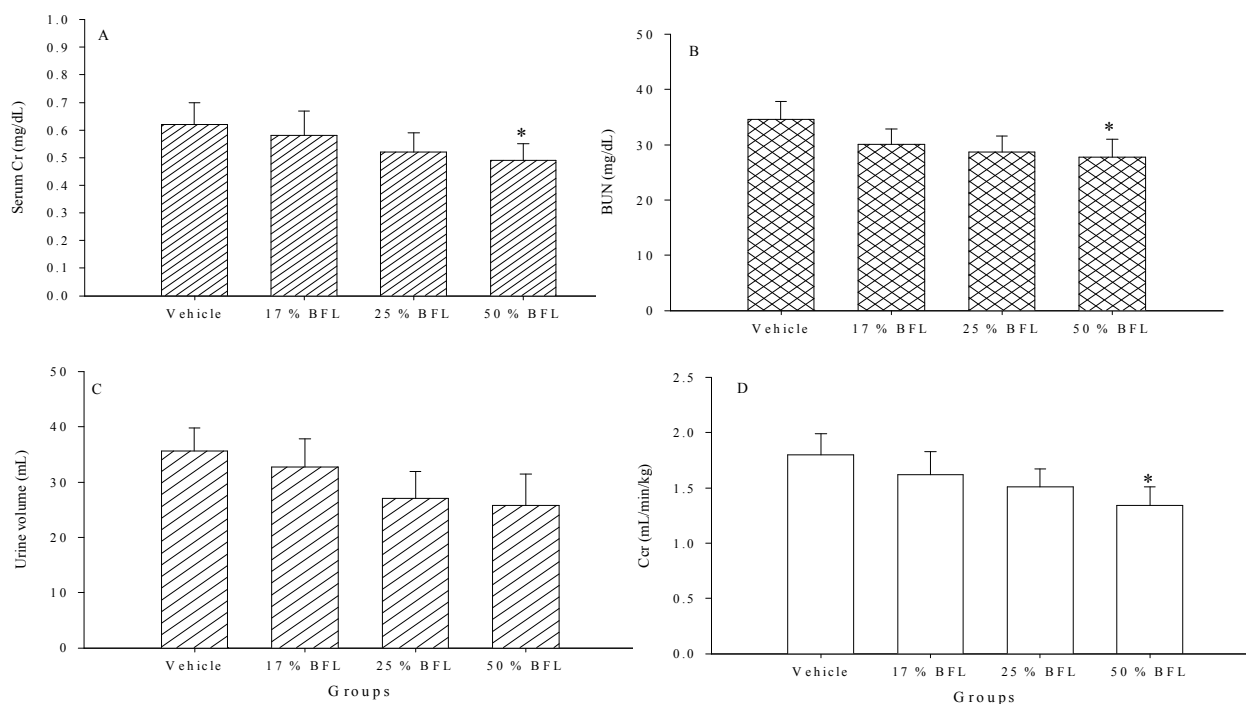 A
Serum Cr (mg/dL)
1.0
0.9
0.8
0.7
0.6
0.5
0.4
0.3
0.2
0.1
0.0
*
Vehicle 17 % BFL 25 % BFL 50 % BFL
B
BUN (mg/dL)
50
40
30
20
10
0
*
Vehicle 17 % BFL 25 % BFL 50 % BFL
C
Urine volume (mL)
50
40
30
20
10
0
Vehicle 17 % BFL 25 % BFL 50 % BFL
Groups
D
Ccr (mL/min/kg)
2.5
2.0
1.5
1.0
0.5
0.0
*
Vehicle 17 % BFL 25 % BFL 50 % BFL
Groups